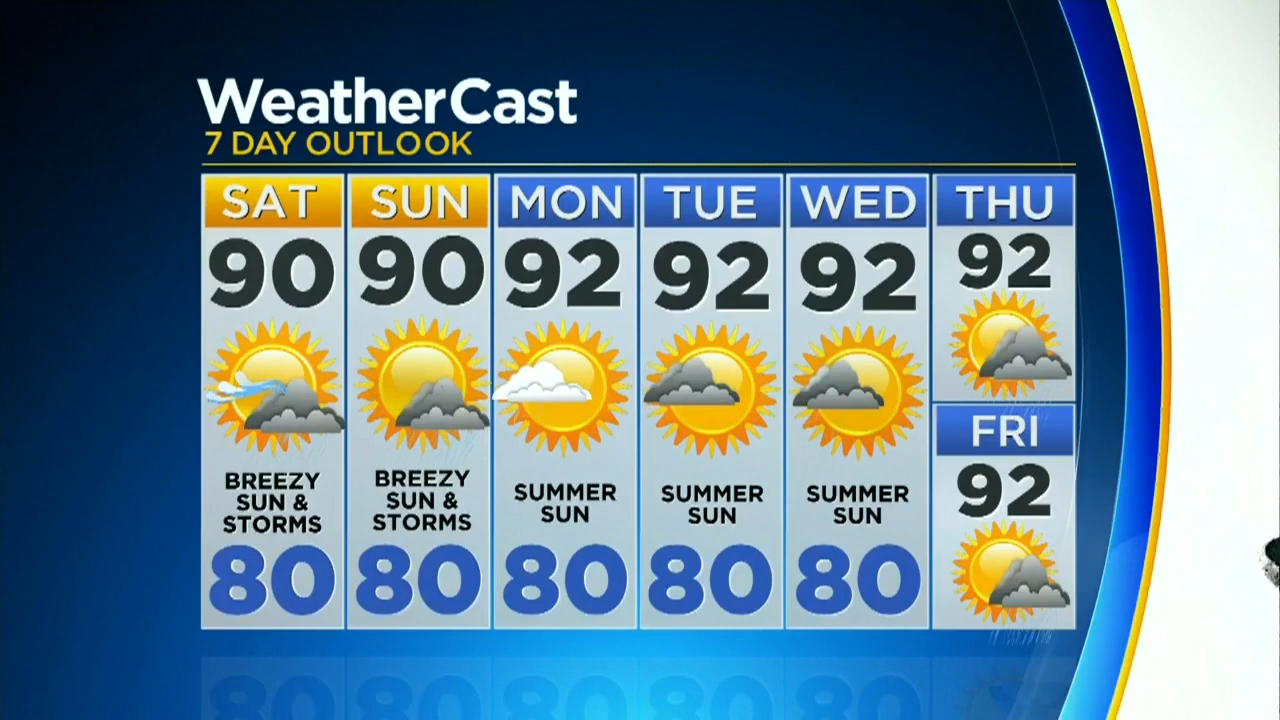 WeatherCast
7 DAY OUTLOOK
SAT
90
BREEZY
SUN &
STORMS
80
SUN
90
BREEZY
SUN &
STORMS
80
MON
92
SUMMER
SUN
80
TUE
92
SUMMER
SUN
80
WED
92
SUMMER
SUN
80
THU
92
FRI
92